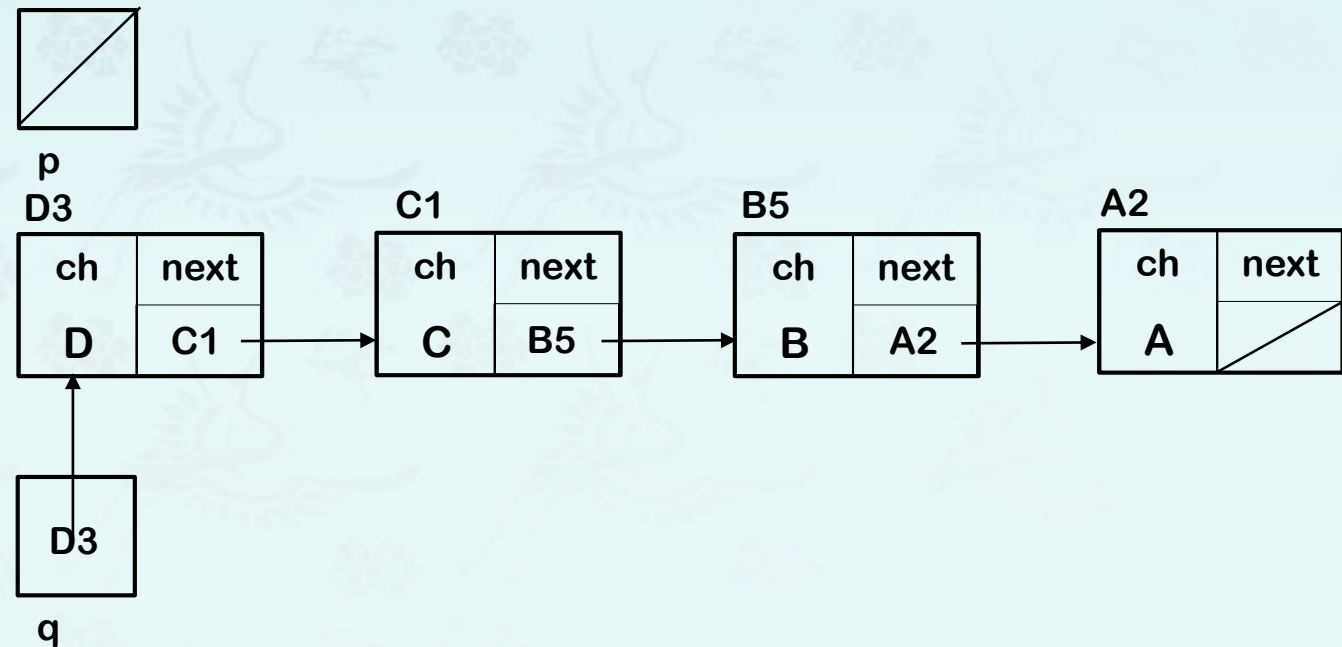 p
D3 C1 B5 A2
ch next ch next ch next ch next
D C1 C B5 B A2 A
D3
q